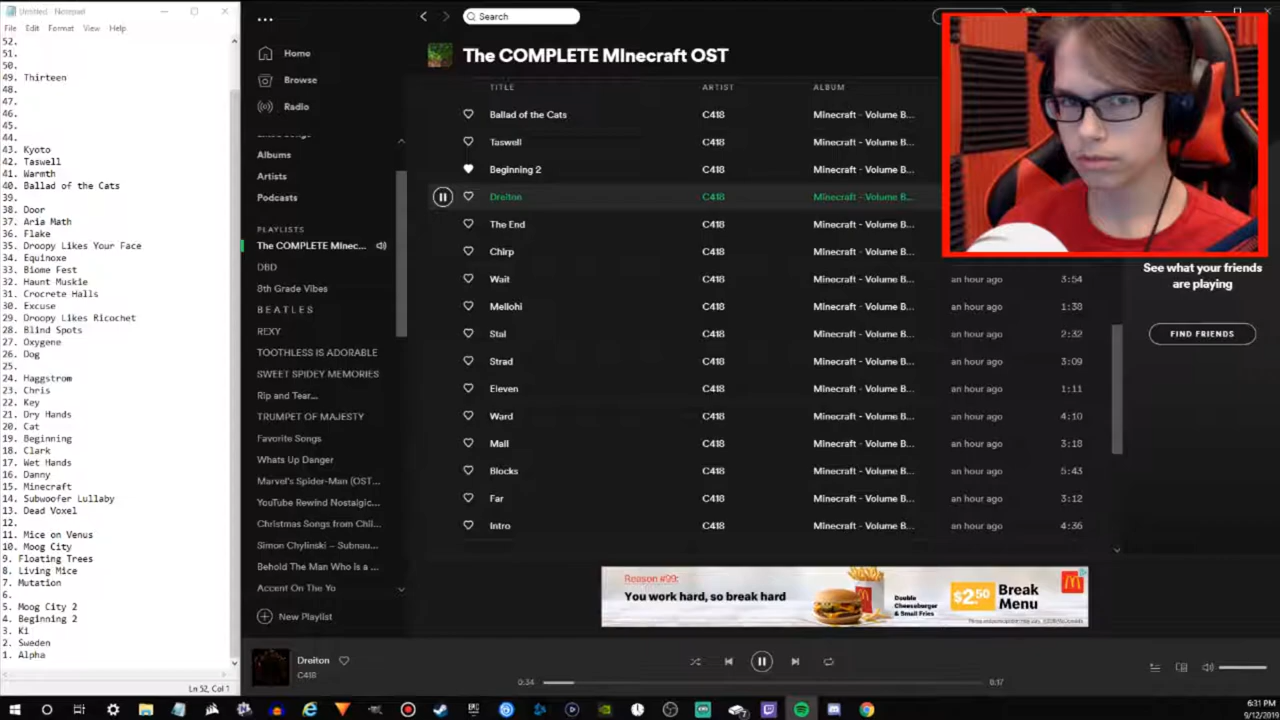 Untitled - Notepad
File Edit Format View Help
52.
51.
50.
49. Thirteen
48.
47.
46.
45.
44.
43. Kyoto
42. Taswell
41. Warmth
40. Ballad of the Cats
39.
38. Door
37. Aria Math
36. Flake
35. Droopy Likes Your Face
34. Equinoxe
33. Biome Fest
32. Haunt Muskie
31. Crocrete Halls
30. Excuse
29. Droopy Likes Ricochet
28. Blind Spots
27. Oxygene
26. Dog
25.
24. Haggstrom
23. Chris
22. Key
21. Dry Hands
20. Cat
19. Beginning
18. Clark
17. Wet Hands
16. Danny
15. Minecraft
14. Subwoofer Lullaby
13. Dead Voxel
12.
11. Mice on Venus
10. Moog City
9. Floating Trees
8. Living Mice
7. Mutation
6.
5. Moog City 2
4. Beginning 2
3. Ki
2. Sweden
1. Alpha
Ln 52, Col 1
Search
Home
Browse
Radio
Albums
Artists
Podcasts
PLAYLISTS
The COMPLETE MInec...
DBD
8th Grade Vibes
B E A T L E S
REXY
TOOTHLESS IS ADORABLE
SWEET SPIDEY MEMORIES
Rip and Tear...
TRUMPET OF MAJESTY
Favorite Songs
Whats Up Danger
Marvel's Spider-Man (OST...
YouTube Rewind Nostalgic...
Christmas Songs from Chil...
Simon Chylinski – Subnau...
Behold The Man Who is a ...
Accent On The Yo
New Playlist
The COMPLETE MInecraft OST
TITLE ARTIST ALBUM
Ballad of the Cats C418 Minecraft - Volume B...
Taswell C418 Minecraft - Volume B...
Beginning 2 C418 Minecraft - Volume B...
Dreiton C418 Minecraft - Volume B...
The End C418 Minecraft - Volume B...
Chirp C418 Minecraft - Volume B...
Wait C418 Minecraft - Volume B... an hour ago 3:54
Mellohi C418 Minecraft - Volume B... an hour ago 1:38
Stal C418 Minecraft - Volume B... an hour ago 2:32
Strad C418 Minecraft - Volume B... an hour ago 3:09
Eleven C418 Minecraft - Volume B... an hour ago 1:11
Ward C418 Minecraft - Volume B... an hour ago 4:10
Mall C418 Minecraft - Volume B... an hour ago 3:18
Blocks C418 Minecraft - Volume B... an hour ago 5:43
Far C418 Minecraft - Volume B... an hour ago 3:12
Intro C418 Minecraft - Volume B... an hour ago 4:36
See what your friends
are playing
FIND FRIENDS
Reason #99:
You work hard, so break hard
Double
Cheeseburger
& Small Fries
$2.50
Break
Menu
Dreiton
C418
0:34
8:17
6:31 PM
9/12/2019